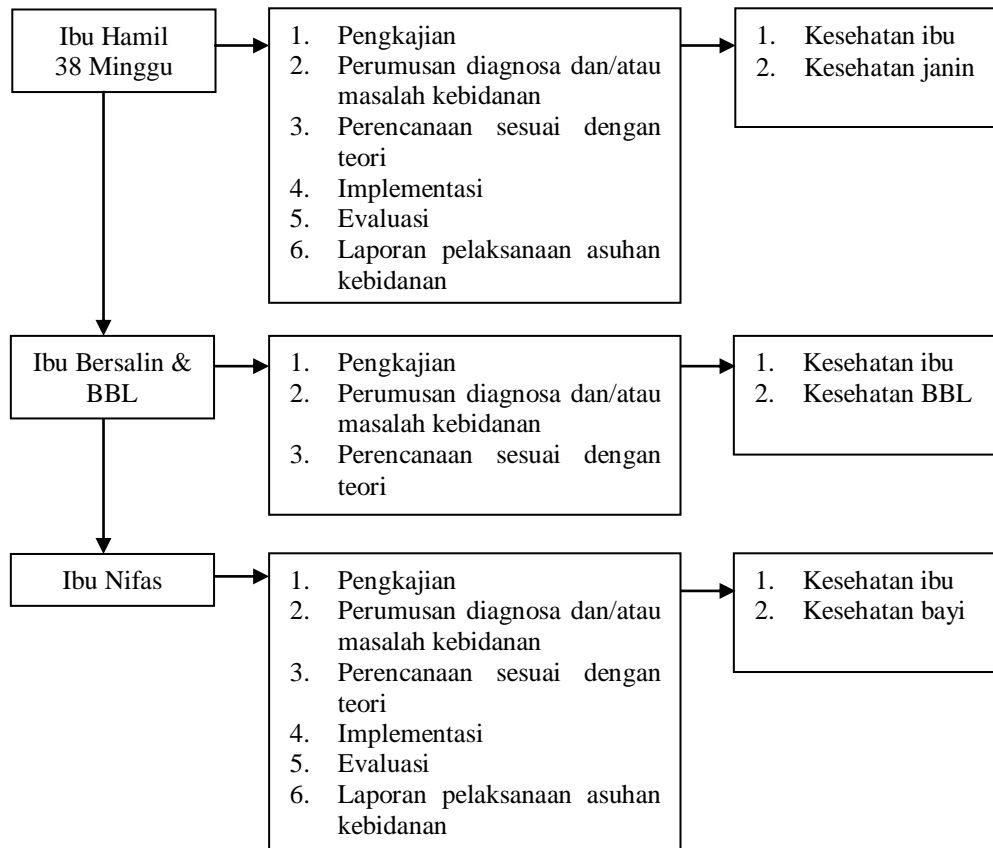 Ibu Hamil
38 Minggu
1. Pengkajian
2. Perumusan diagnosa dan/atau
masalah kebidanan
3. Perencanaan sesuai dengan
teori
4. Implementasi
5. Evaluasi
6. Laporan pelaksanaan asuhan
kebidanan
1. Kesehatan ibu
2. Kesehatan janin
Ibu Bersalin &
BBL
1. Pengkajian
2. Perumusan diagnosa dan/atau
masalah kebidanan
3. Perencanaan sesuai dengan
teori
1. Kesehatan ibu
2. Kesehatan BBL
Ibu Nifas
1. Pengkajian
2. Perumusan diagnosa dan/atau
masalah kebidanan
3. Perencanaan sesuai dengan
teori
4. Implementasi
5. Evaluasi
6. Laporan pelaksanaan asuhan
kebidanan
1. Kesehatan ibu
2. Kesehatan bayi